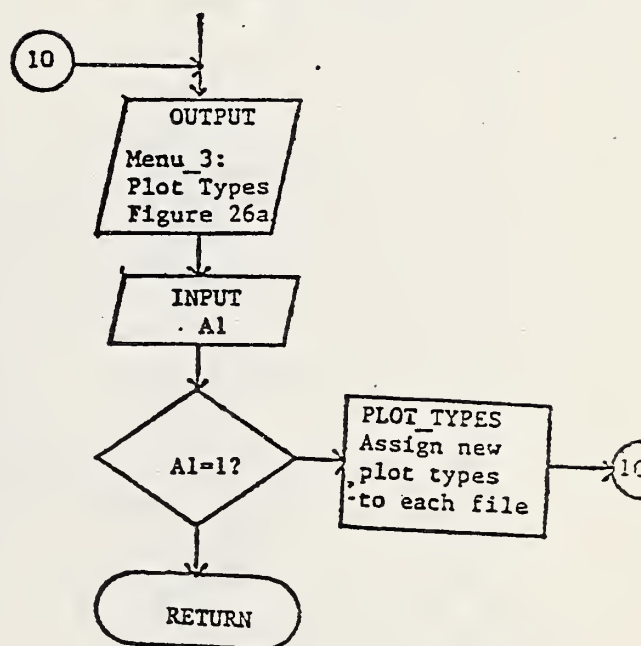 10
OUTPUT
Menu_3:
Plot Types
Figure 26a
INPUT
A1
A1=1?
PLOT_TYPES
Assign new
plot types
to each file
10
RETURN